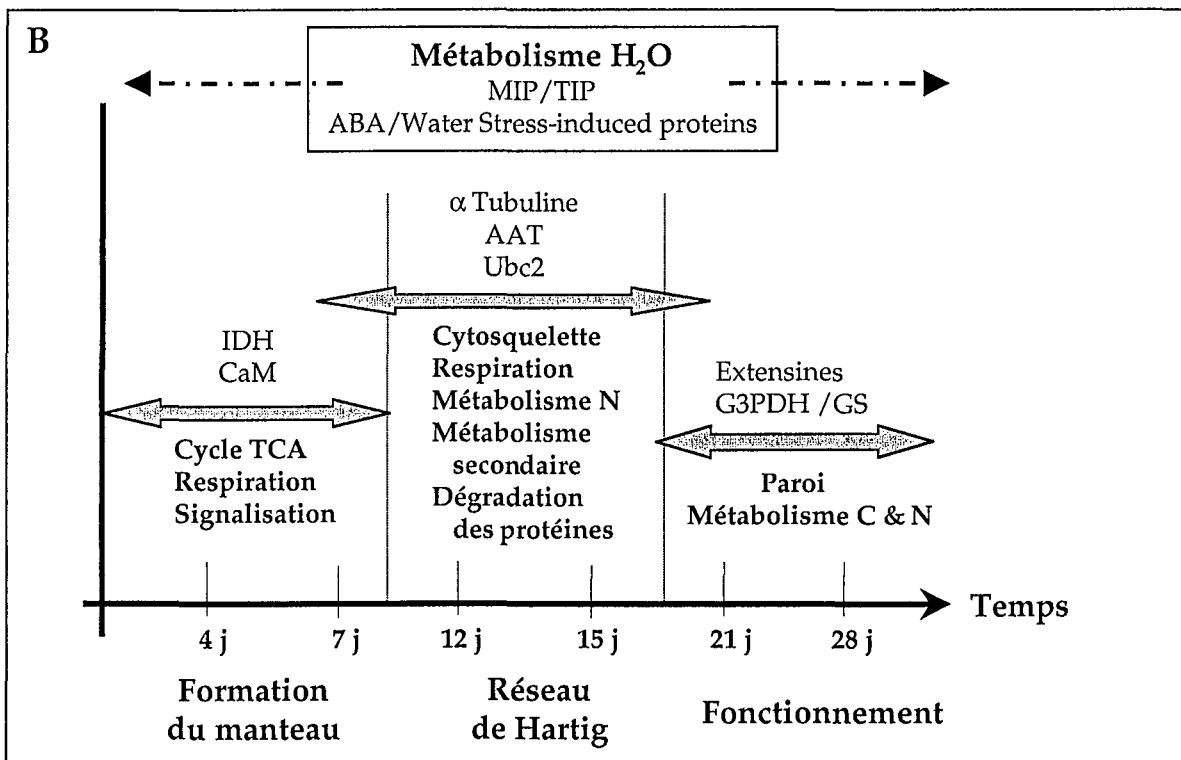 B
Métabolisme H₂O
MIP/TIP
ABA/Water Stress-induced proteins
α Tubuline
AAT
Ubc2
IDH
CaM
Cytosquelette
Respiration
Métabolisme N
Métabolisme
secondaire
Dégradation
des protéines
Extensines
G3PDH /GS
Cycle TCA
Respiration
Signalisation
Paroi
Métabolisme C & N
Temps
4 j 7 j 12 j 15 j 21 j 28 j
Formation
du manteau
Réseau
de Hartig
Fonctionnement